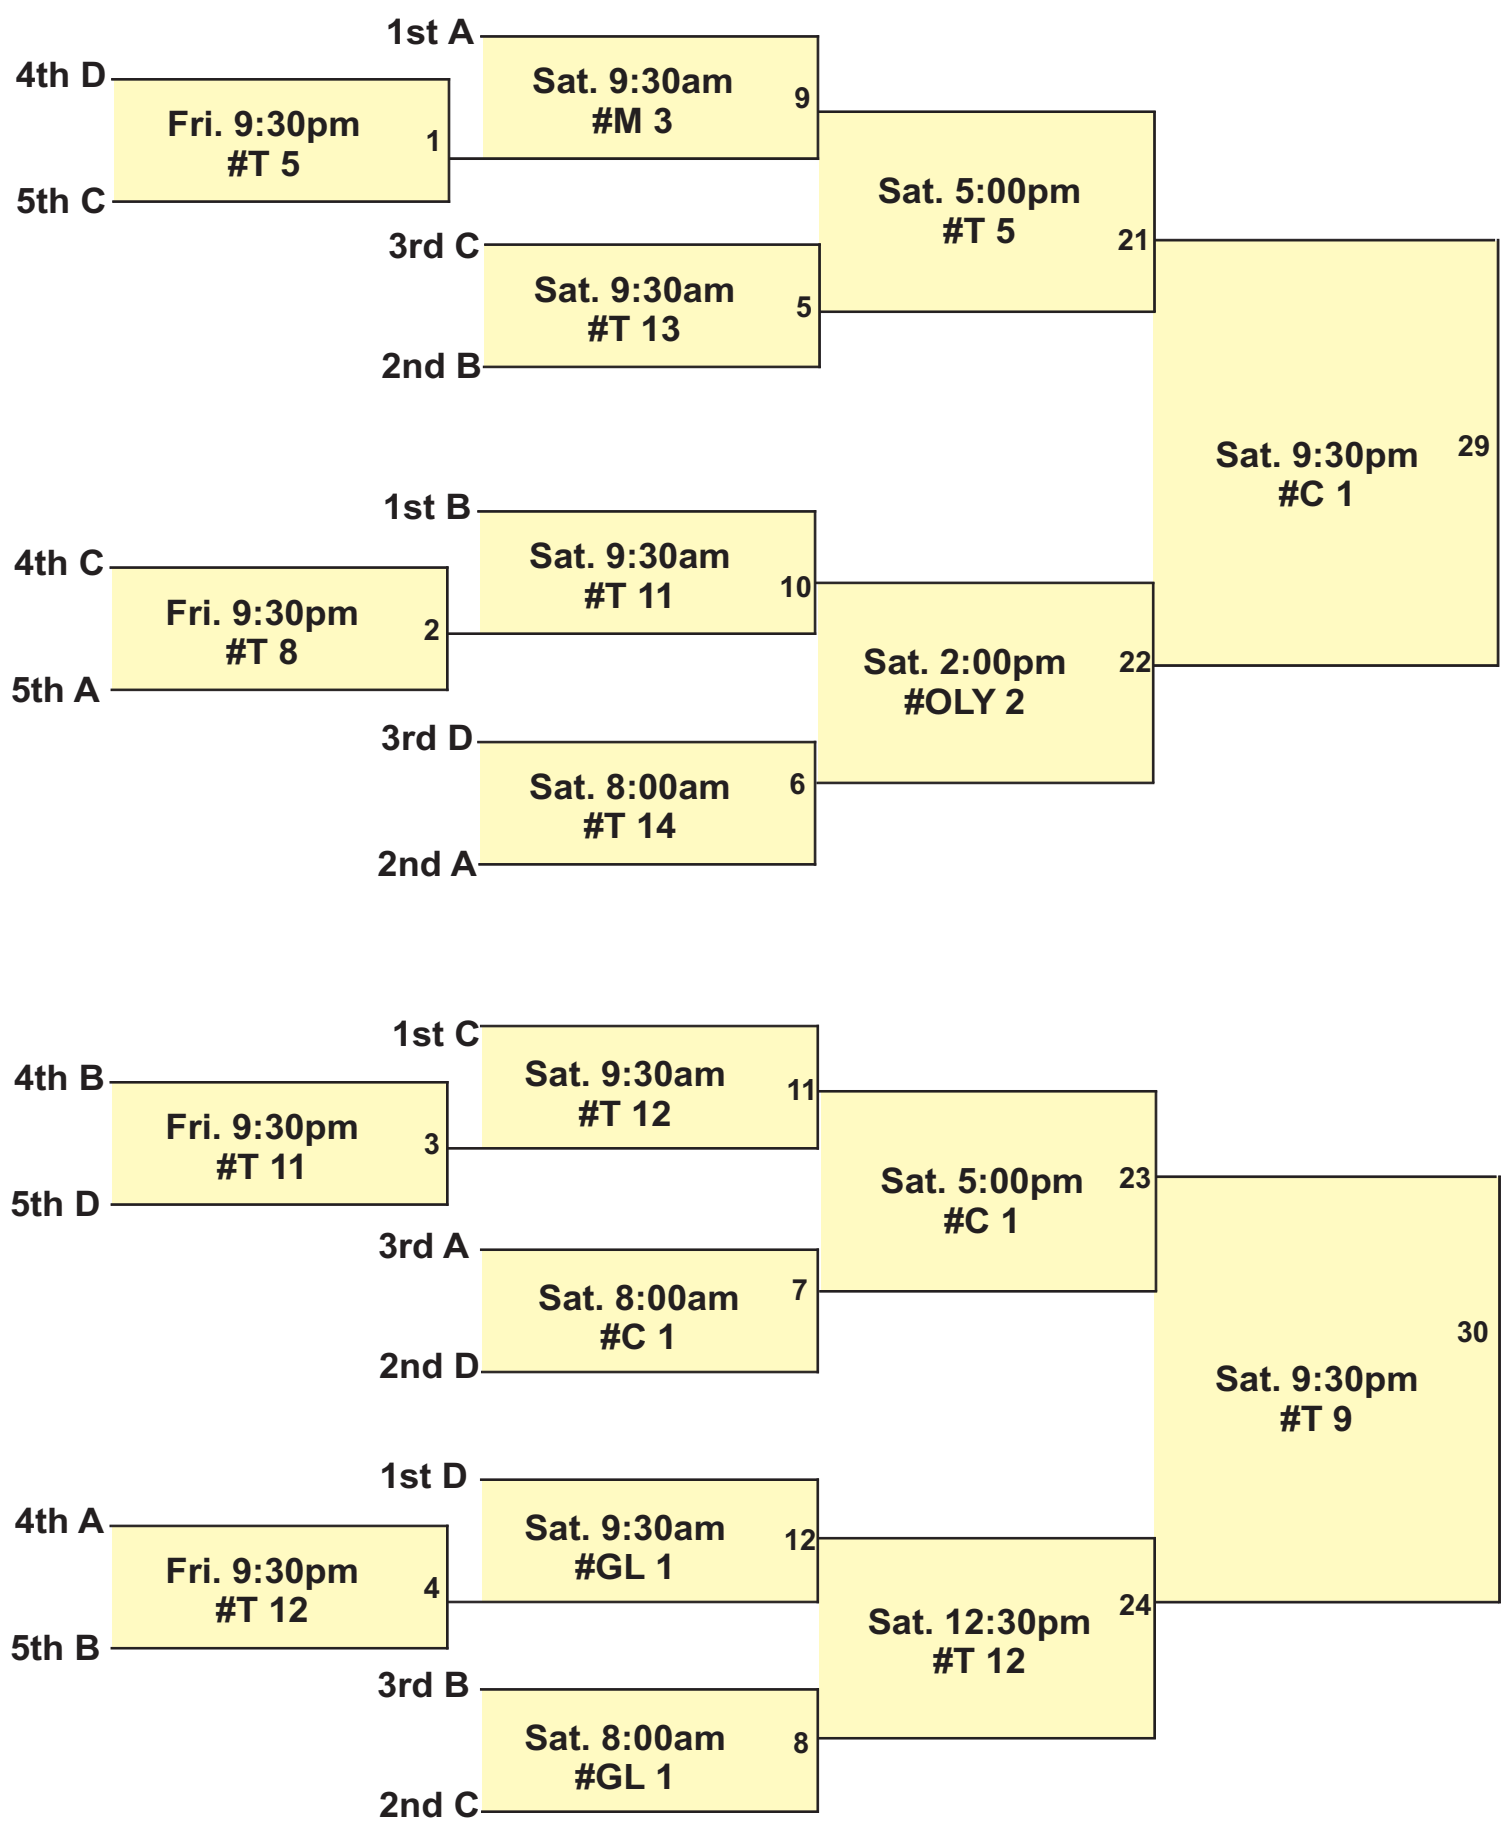 1st A
4th D
Sat. 9:30am
#M 3
9
Fri. 9:30pm
#T 5
1
5th C
Sat. 5:00pm
#T 5
21
3rd C
Sat. 9:30am
#T 13
5
2nd B
Sat. 9:30pm
#C 1
29
1st B
4th C
Sat. 9:30am
#T 11
10
Fri. 9:30pm
#T 8
2
5th A
Sat. 2:00pm
#OLY 2
22
3rd D
Sat. 8:00am
#T 14
6
2nd A
1st C
4th B
Sat. 9:30am
#T 12
11
Fri. 9:30pm
#T 11
3
5th D
Sat. 5:00pm
#C 1
23
3rd A
Sat. 8:00am
#C 1
7
2nd D
Sat. 9:30pm
#T 9
30
1st D
4th A
Sat. 9:30am
#GL 1
12
Fri. 9:30pm
#T 12
4
5th B
Sat. 12:30pm
#T 12
24
3rd B
Sat. 8:00am
#GL 1
8
2nd C